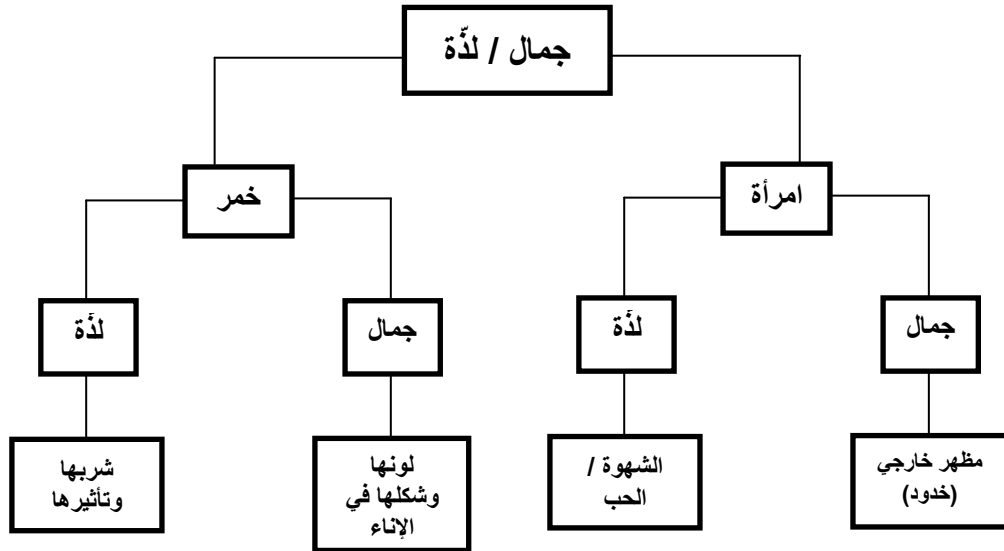 جمال / لذّة
امرأة
خمر
جمال
لذّة
جمال
لذّة
مظهر خارجي
(خدود)
الشهوة /
الحب
لونها
وشكلها في
الإناء
شربها
وتأثيرها